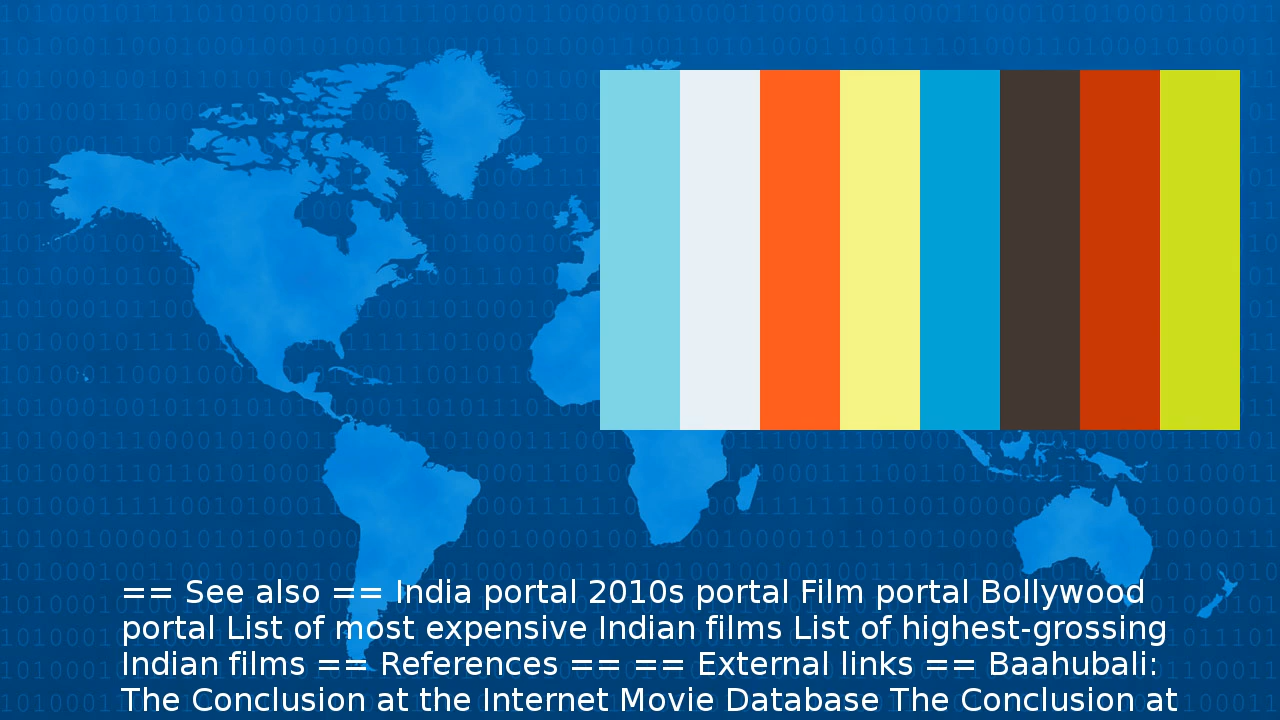 == See also == India portal 2010s portal Film portal Bollywood
portal List of most expensive Indian films List of highest-grossing
Indian films == References == == External links == Baahubali:
The Conclusion at the Internet Movie Database The Conclusion at